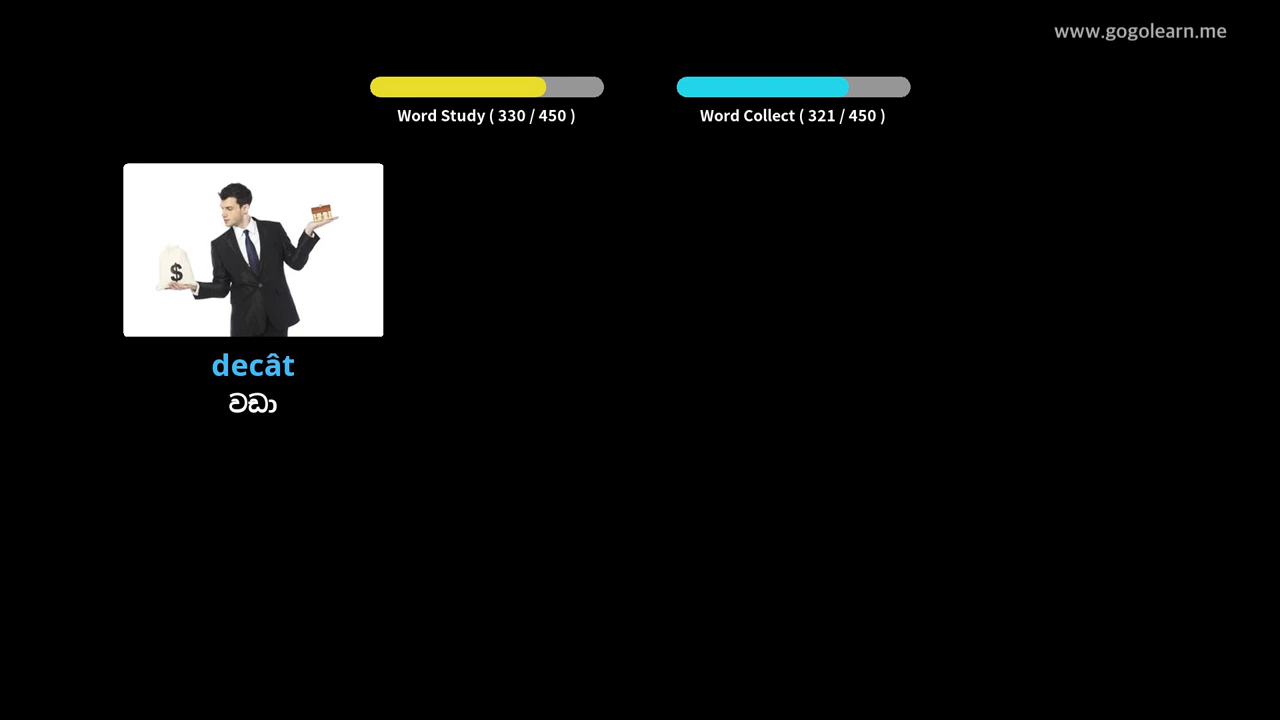 www.gogolearn.me
Word Study ( 330 / 450 )
Word Collect ( 321 / 450 )
$
decât
වඩා